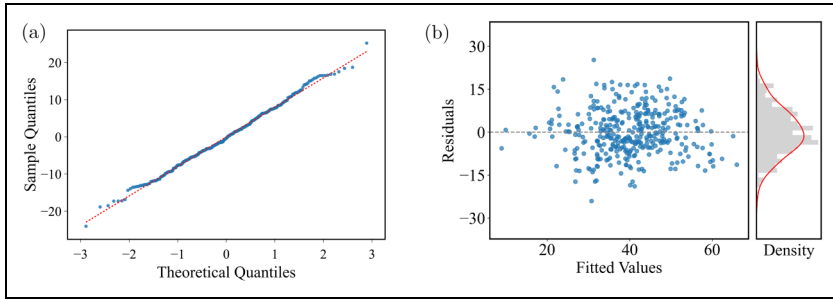 (a)
Sample Quantiles
20
10
0
−10
−20
−3 −2 −1 0 1 2 3
Theoretical Quantiles
(b)
Residuals
30
15
0
−15
−30
20 40 60
Fitted Values
Density